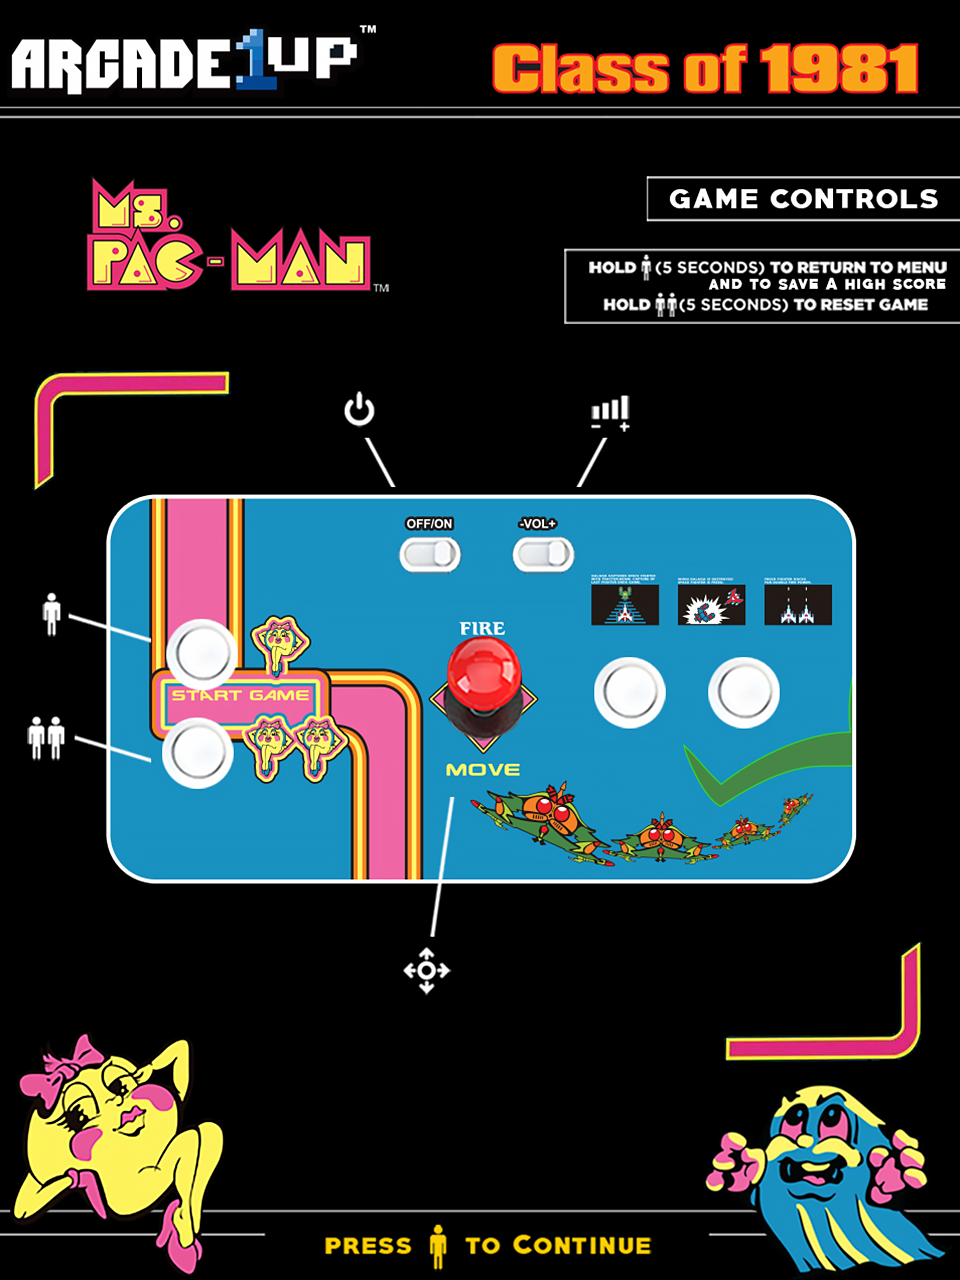 ARCADE1UP™
Class of 1981
MS.
PAC-MAN™
GAME CONTROLS
HOLD (5 SECONDS) TO RETURN TO MENU
AND TO SAVE A HIGH SCORE
HOLD (5 SECONDS) TO RESET GAME
OFF/ON
-VOL+
FIRE
START GAME
MOVE
PRESS TO CONTINUE